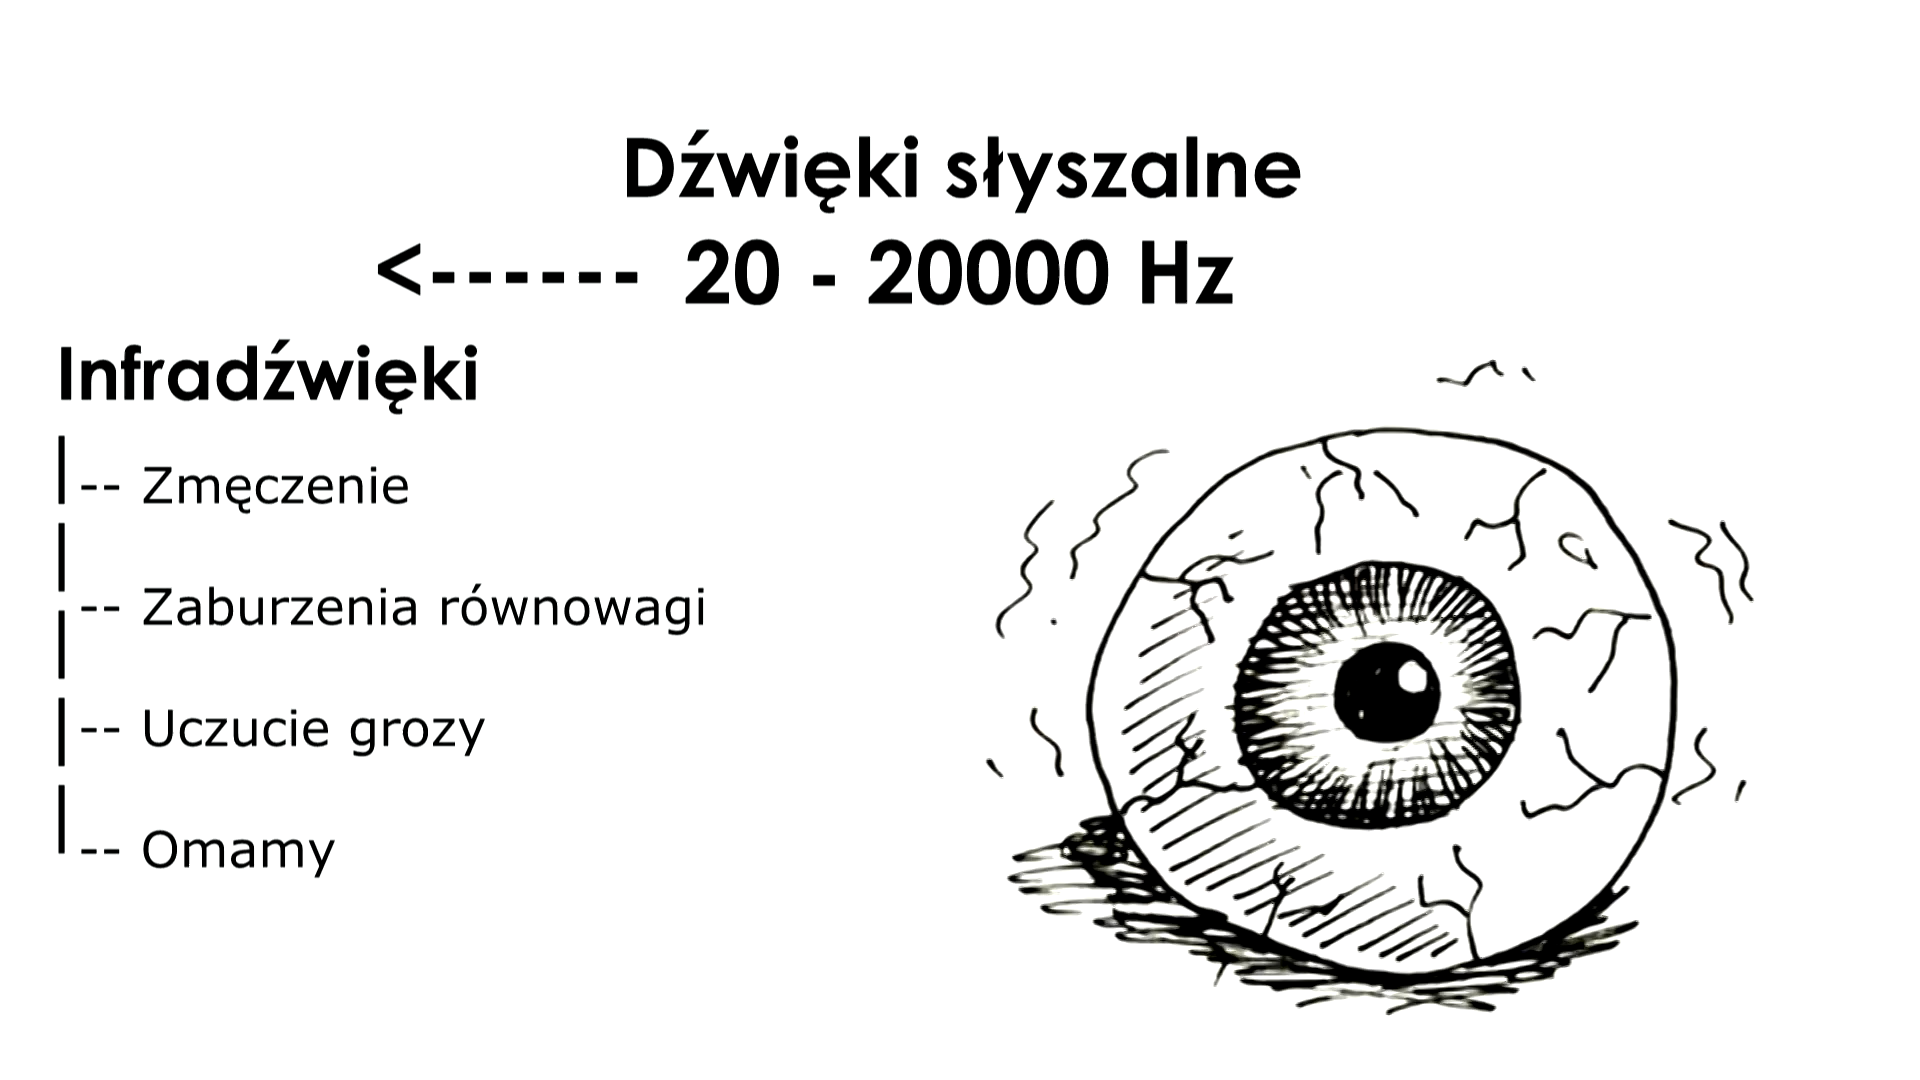 Dźwięki słyszalne
<------ 20 - 20000 Hz
Infradźwięki
-- Zmęczenie
-- Zaburzenia równowagi
-- Uczucie grozy
-- Omamy